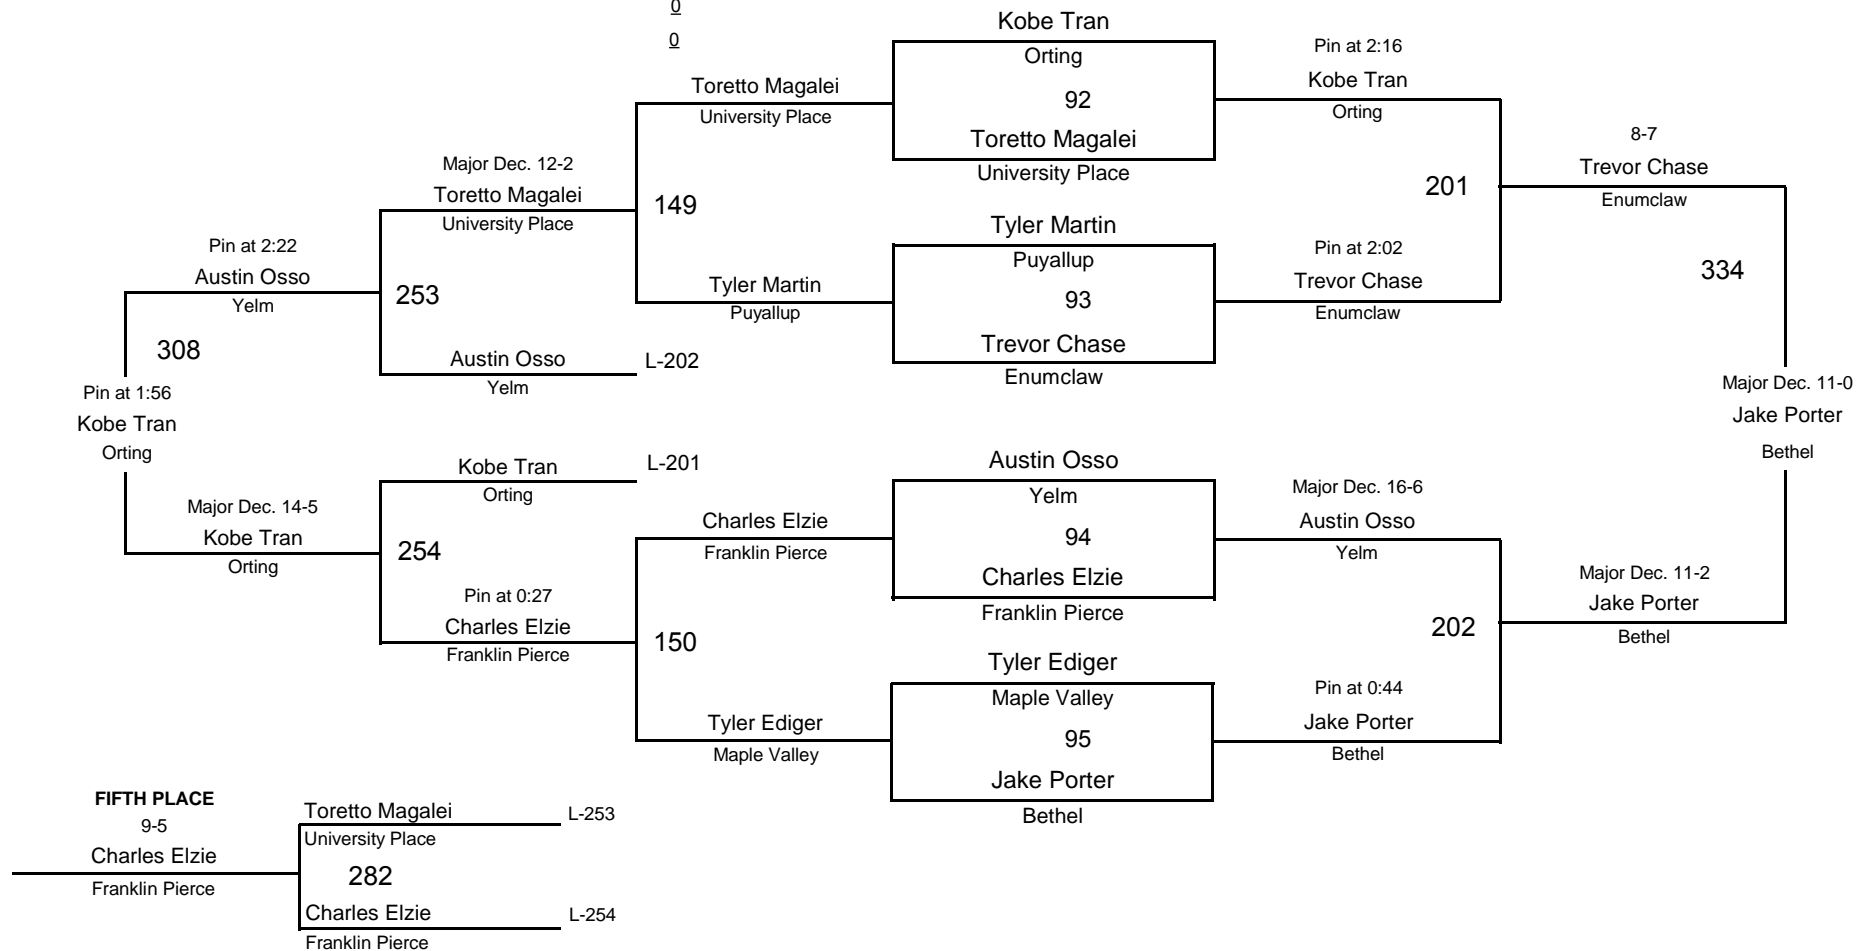 0
0
Kobe Tran
Orting
92
Toretto Magalei
University Place
Toretto Magalei
University Place
Pin at 2:16
Kobe Tran
Orting
8-7
Trevor Chase
Enumclaw
201
334
Major Dec. 12-2
Toretto Magalei
University Place
149
Tyler Martin
Puyallup
93
Trevor Chase
Enumclaw
Pin at 2:02
Trevor Chase
Enumclaw
Pin at 2:22
Austin Osso
Yelm
253
Tyler Martin
Puyallup
308
Austin Osso
Yelm
L-202
Pin at 1:56
Kobe Tran
Orting
Major Dec. 11-0
Jake Porter
Bethel
Kobe Tran
Orting
L-201
Austin Osso
Yelm
94
Charles Elzie
Franklin Pierce
Major Dec. 16-6
Austin Osso
Yelm
Major Dec. 14-5
Kobe Tran
Orting
254
Charles Elzie
Franklin Pierce
Pin at 0:27
Charles Elzie
Franklin Pierce
150
Major Dec. 11-2
Jake Porter
Bethel
202
Tyler Ediger
Maple Valley
95
Jake Porter
Bethel
Pin at 0:44
Jake Porter
Bethel
Tyler Ediger
Maple Valley
FIFTH PLACE
9-5
Charles Elzie
Franklin Pierce
Toretto Magalei
University Place
L-253
282
Charles Elzie
Franklin Pierce
L-254